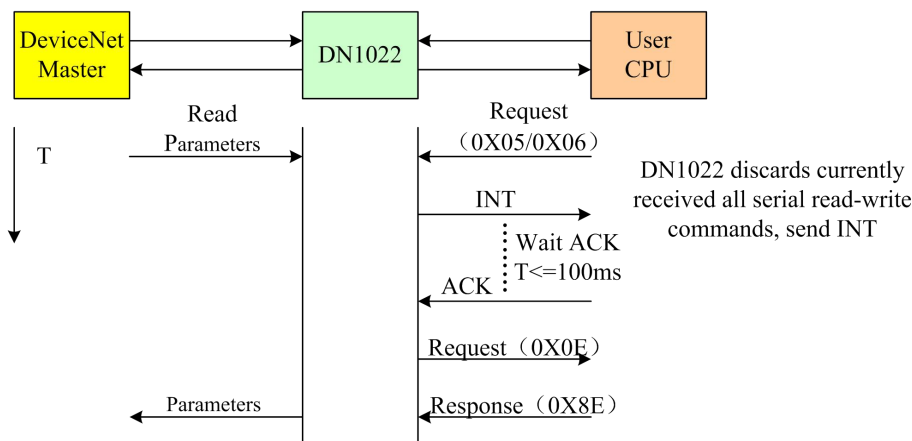 DeviceNet
Master
DN1022
User
CPU
T
Read
Parameters
Request
（0X05/0X06）
DN1022 discards currently
received all serial read-write
commands, send INT
INT
Wait ACK
T<=100ms
ACK
Request（0X0E）
Parameters
Response（0X8E）